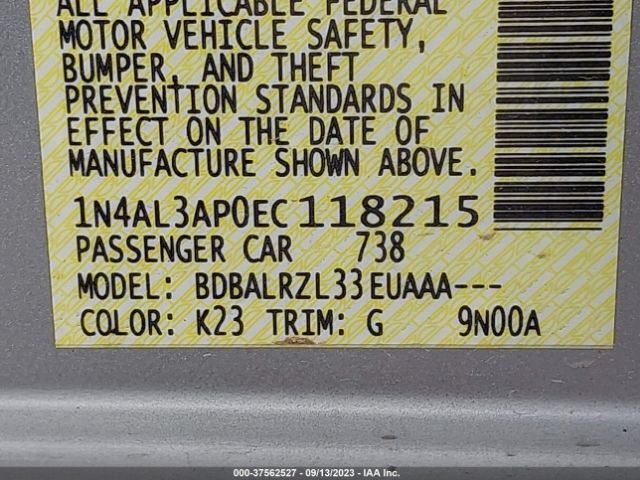 ALL APPLICABLE FEDERAL
MOTOR VEHICLE SAFETY,
BUMPER, AND THEFT
PREVENTION STANDARDS IN
EFFECT ON THE DATE OF
MANUFACTURE SHOWN ABOVE.
1N4AL3AP0EC118215
PASSENGER CAR 738
MODEL: BDBALRZL33EUAAA---
COLOR: K23 TRIM: G 9N00A
000-37562527 - 09/13/2023 - IAA Inc.